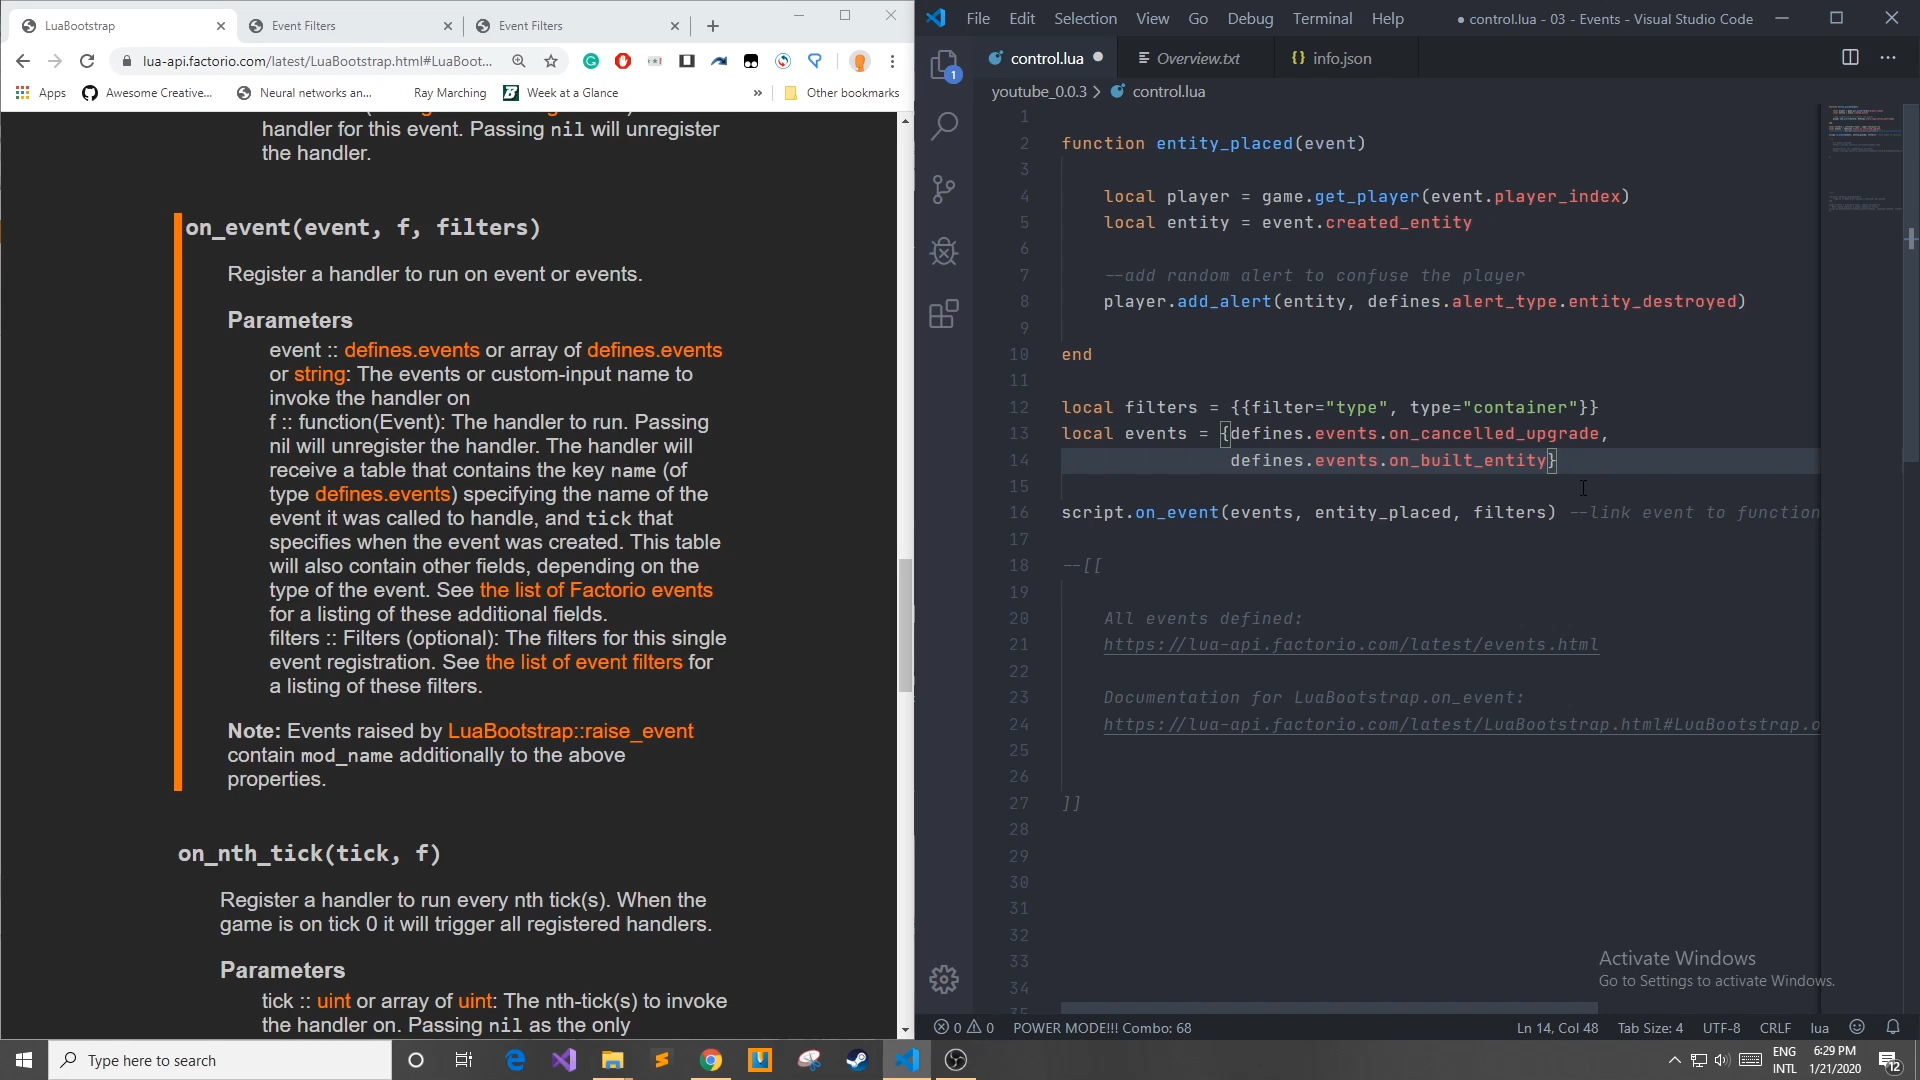 LuaBootstrap
Event Filters
Event Filters
lua-api.factorio.com/latest/LuaBootstrap.html#LuaBoot...
Apps
Awesome Creative...
Neural networks an...
Ray Marching
Week at a Glance
»
Other bookmarks
handler for this event. Passing nil will unregister
the handler.
on_event(event, f, filters)
Register a handler to run on event or events.
Parameters
event :: defines.events or array of defines.events
or string: The events or custom-input name to
invoke the handler on
f :: function(Event): The handler to run. Passing
nil will unregister the handler. The handler will
receive a table that contains the key name (of
type defines.events) specifying the name of the
event it was called to handle, and tick that
specifies when the event was created. This table
will also contain other fields, depending on the
type of the event. See the list of Factorio events
for a listing of these additional fields.
filters :: Filters (optional): The filters for this single
event registration. See the list of event filters for
a listing of these filters.
Note: Events raised by LuaBootstrap::raise_event
contain mod_name additionally to the above
properties.
on_nth_tick(tick, f)
Register a handler to run every nth tick(s). When the
game is on tick 0 it will trigger all registered handlers.
Parameters
tick :: uint or array of uint: The nth-tick(s) to invoke
the handler on. Passing nil as the only
File Edit Selection View Go Debug Terminal Help
● control.lua - 03 - Events - Visual Studio Code
control.lua
Overview.txt
{} info.json
1
youtube_0.0.3 > control.lua
1
2 function entity_placed(event)
3
4 local player = game.get_player(event.player_index)
5 local entity = event.created_entity
6
7 --add random alert to confuse the player
8 player.add_alert(entity, defines.alert_type.entity_destroyed)
9
10 end
11
12 local filters = {{filter="type", type="container"}}
13 local events = {defines.events.on_cancelled_upgrade,
14 defines.events.on_built_entity}
15
16 script.on_event(events, entity_placed, filters) --link event to function
17
18 --[[
19
20 All events defined:
21 https://lua-api.factorio.com/latest/events.html
22
23 Documentation for LuaBootstrap.on_event:
24 https://lua-api.factorio.com/latest/LuaBootstrap.html#LuaBootstrap.o
25
26
27 ]]
28
29
30
31
32
33
34
35
Activate Windows
Go to Settings to activate Windows.
0 0 POWER MODE!!! Combo: 68
Ln 14, Col 48 Tab Size: 4 UTF-8 CRLF lua
Type here to search
ENG
INTL
6:29 PM
1/21/2020
12